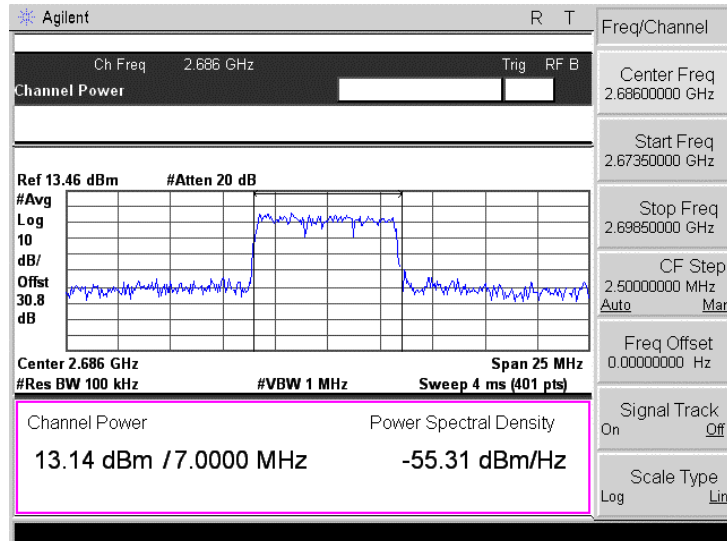 Agilent R T
Ch Freq 2.686 GHz Trig RF B
Channel Power
Ref 13.46 dBm #Atten 20 dB
#Avg
Log
10
dB/
Offst
30.8
dB
Center 2.686 GHz Span 25 MHz
#Res BW 100 kHz #VBW 1 MHz Sweep 4 ms (401 pts)
Channel Power Power Spectral Density
13.14 dBm /7.0000 MHz -55.31 dBm/Hz
Freq/Channel
Center Freq
2.68600000 GHz
Start Freq
2.67350000 GHz
Stop Freq
2.69850000 GHz
CF Step
2.50000000 MHz
Auto Man
Freq Offset
0.00000000 Hz
Signal Track
On Off
Scale Type
Log Lin